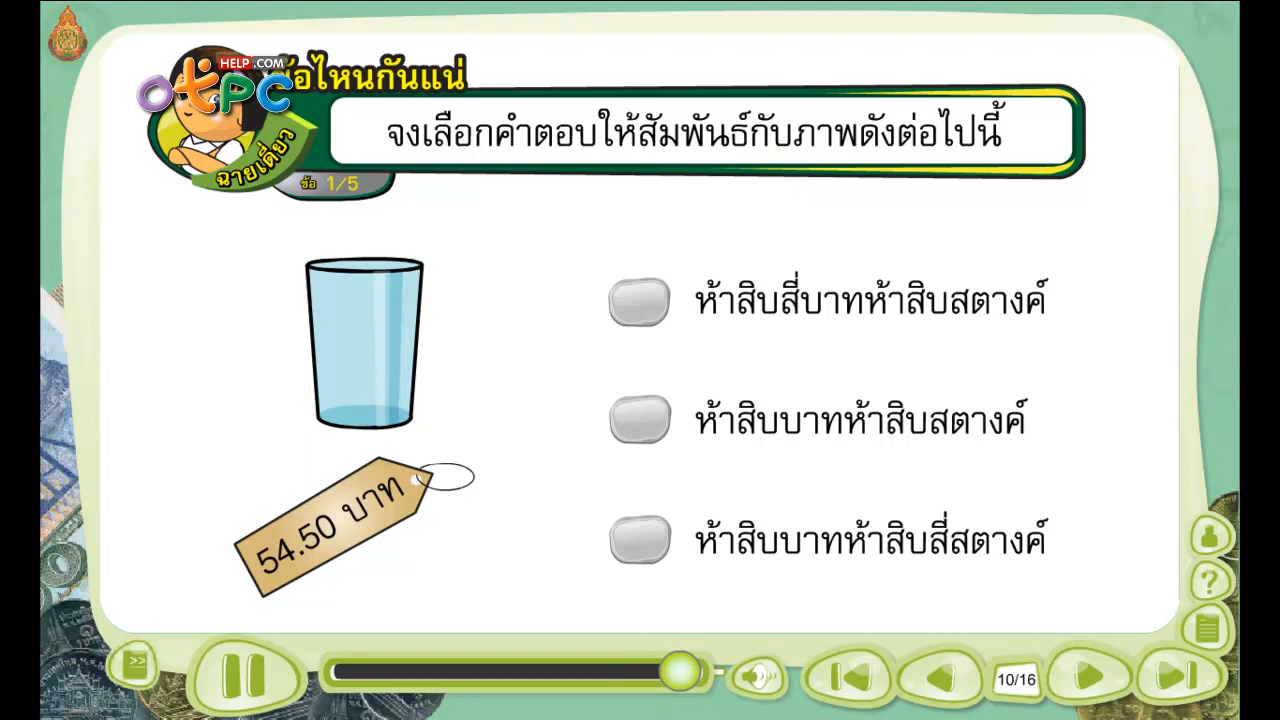 HELP.COM
OTPC
ข้อไหนกันแน่
ฉายเดี่ยว
จงเลือกคำตอบให้สัมพันธ์กับภาพดังต่อไปนี้
ข้อ 1/5
ห้าสิบสี่บาทห้าสิบสตางค์
ห้าสิบบาทห้าสิบสตางค์
54.50 บาท
ห้าสิบบาทห้าสิบสี่สตางค์
10/16